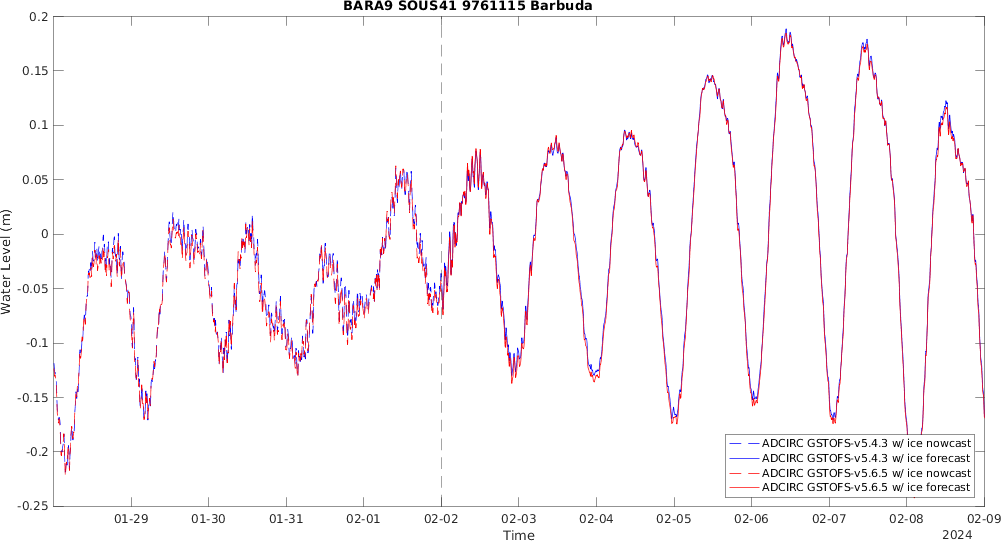 BARA9 SOUS41 9761115 Barbuda
0.2
0.15
0.1
0.05
0
-0.05
-0.1
-0.15
-0.2
-0.25
Water Level (m)
ADCIRC GSTOFS-v5.4.3 w/ ice nowcast
ADCIRC GSTOFS-v5.4.3 w/ ice forecast
ADCIRC GSTOFS-v5.6.5 w/ ice nowcast
ADCIRC GSTOFS-v5.6.5 w/ ice forecast
01-29 01-30 01-31 02-01 02-02 02-03 02-04 02-05 02-06 02-07 02-08 02-09
Time
2024